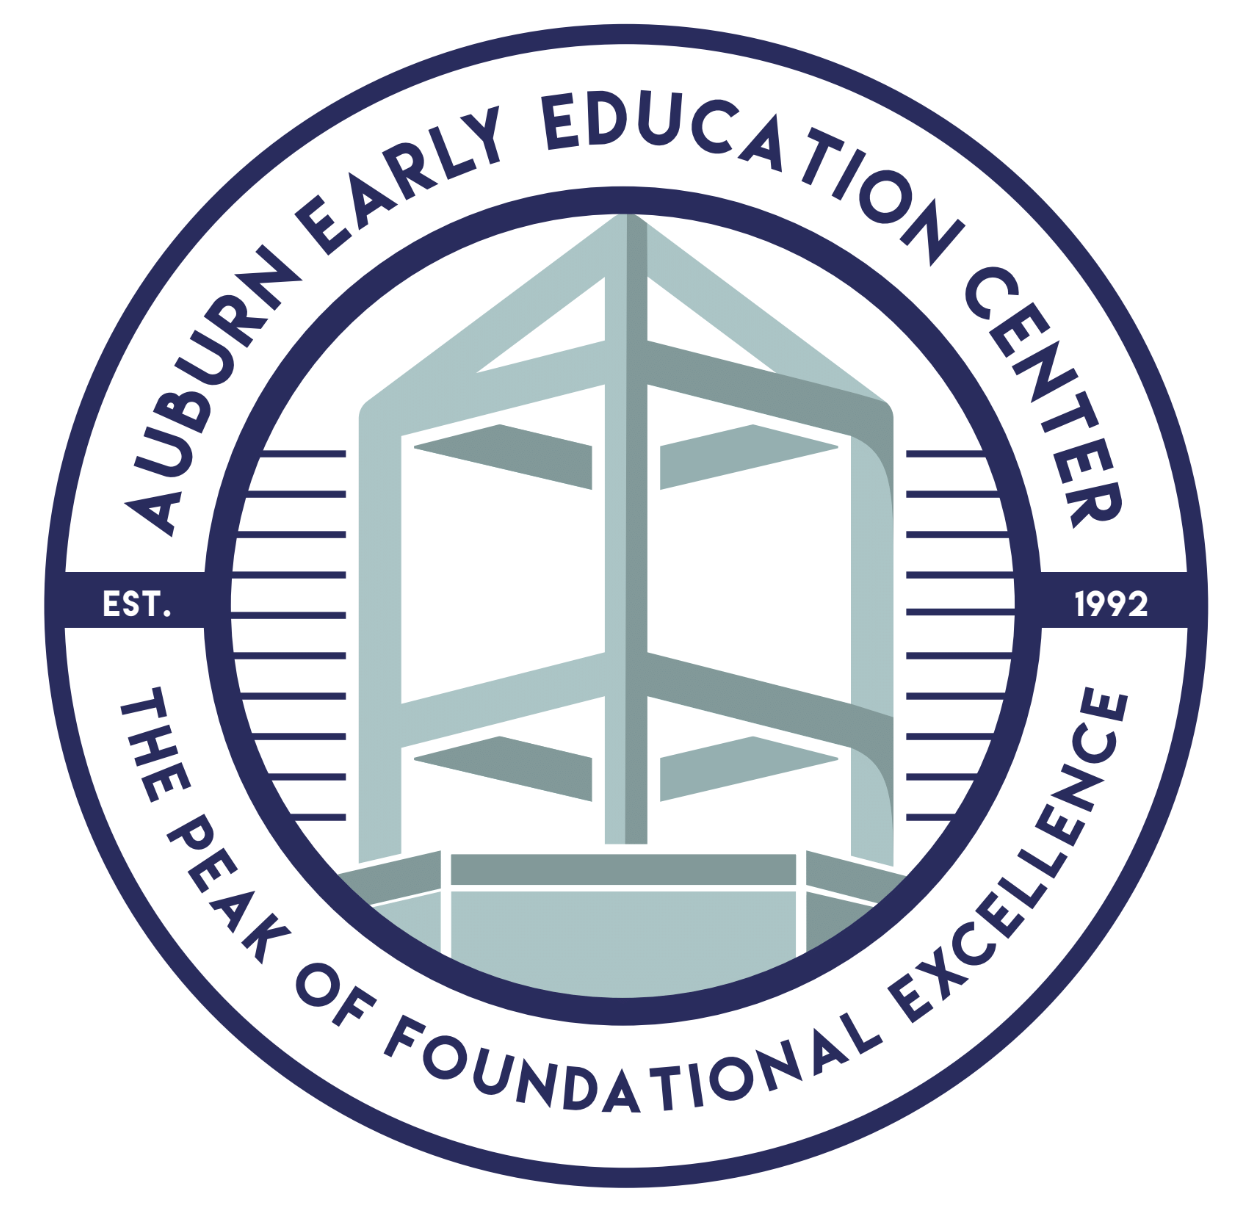 AUBURN EARLY EDUCATION CENTER
EST. 1992
THE PEAK OF FOUNDATIONAL EXCELLENCE